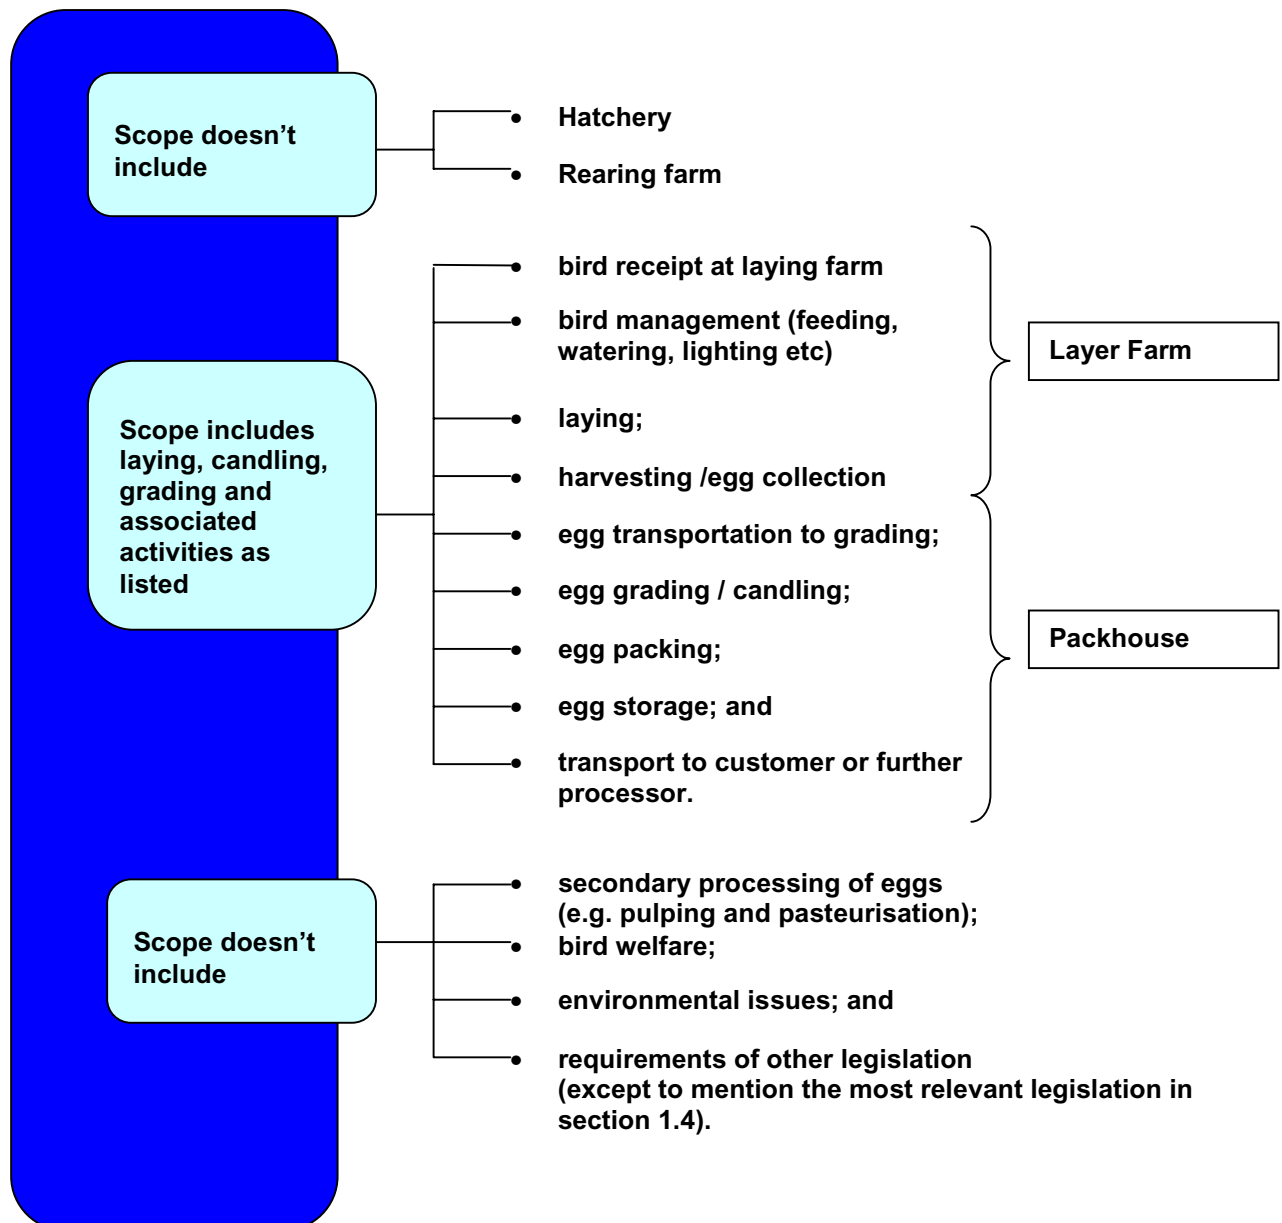 Scope doesn't
include
• Hatchery
• Rearing farm
Scope includes
laying, candling,
grading and
associated
activities as
listed
• bird receipt at laying farm
• bird management (feeding,
watering, lighting etc)
• laying;
• harvesting /egg collection
Layer Farm
• egg transportation to grading;
• egg grading / candling;
• egg packing;
• egg storage; and
• transport to customer or further
processor.
Packhouse
Scope doesn't
include
• secondary processing of eggs
(e.g. pulping and pasteurisation);
• bird welfare;
• environmental issues; and
• requirements of other legislation
(except to mention the most relevant legislation in
section 1.4).